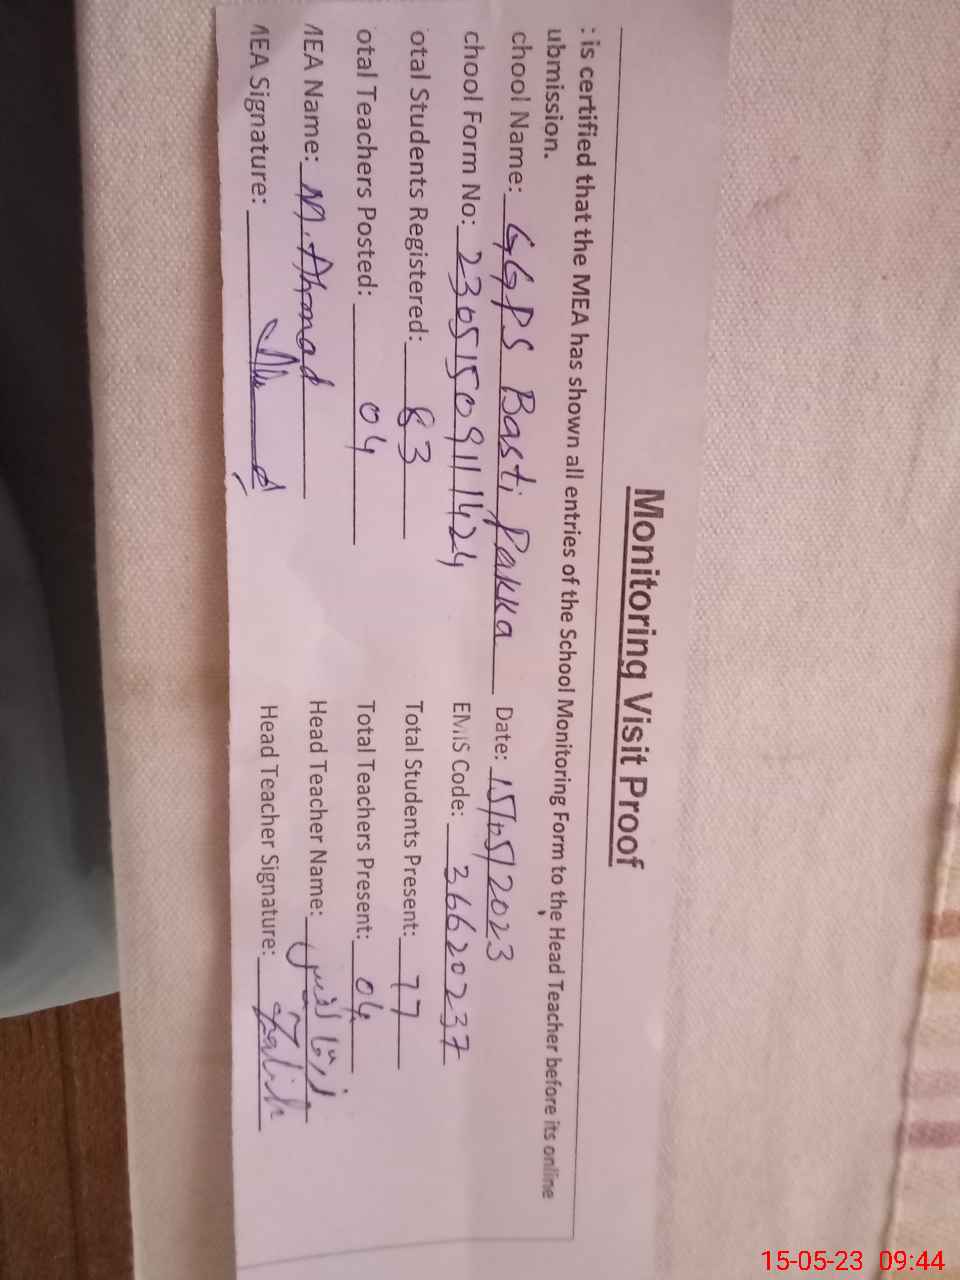 Monitoring Visit Proof
: is certified that the MEA has shown all entries of the School Monitoring Form to the Head Teacher before its online
ubmission.
chool Name: GGPS Basti Pakka Date: 15/05/2023
chool Form No: 23051509111424 EMIS Code: 36620237
otal Students Registered: 83 Total Students Present: 77
otal Teachers Posted: 04 Total Teachers Present: 04
MEA Name: M. Ahmad Head Teacher Name:
MEA Signature: Head Teacher Signature:
15-05-23 09:44